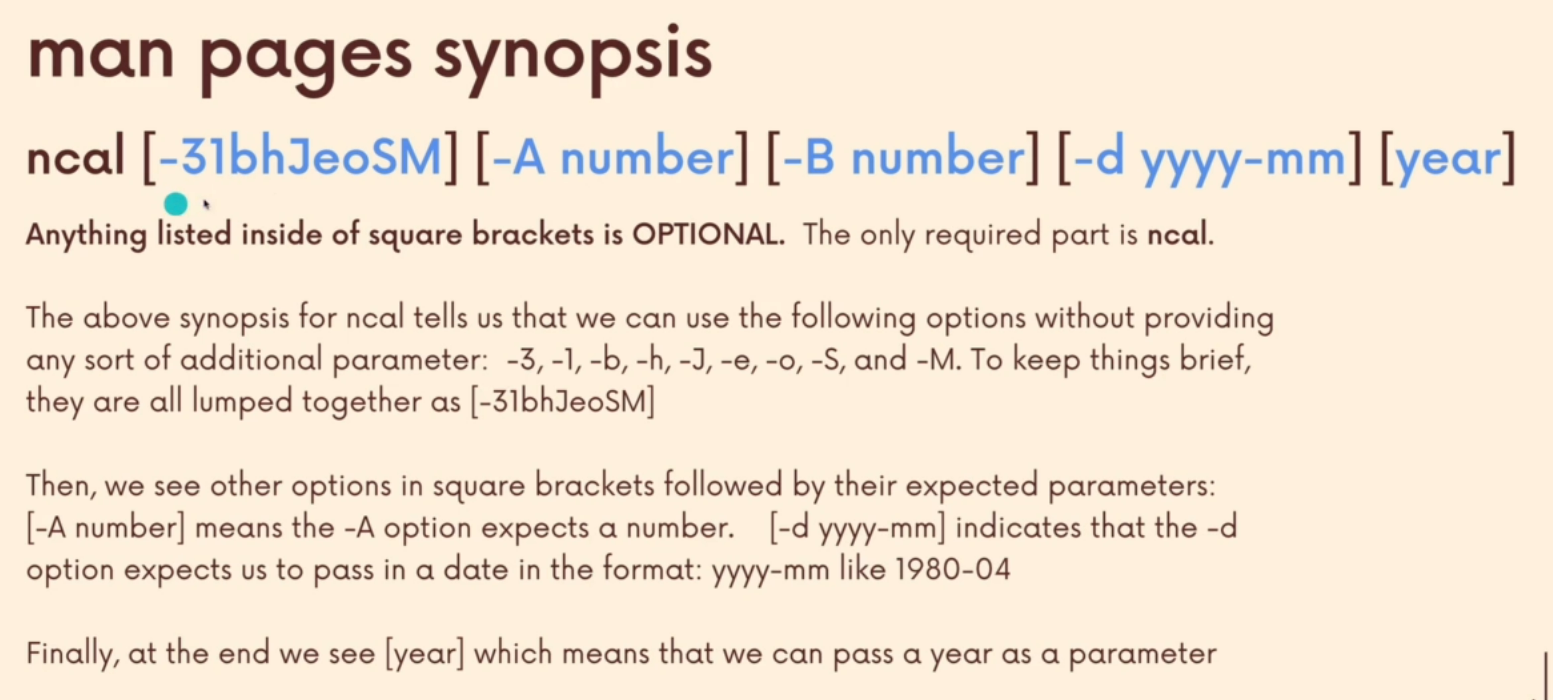 man pages synopsis
ncal [-31bhJeoSM] [-A number] [-B number] [-d yyyy-mm] [year]
Anything listed inside of square brackets is OPTIONAL.  The only required part is ncal.
The above synopsis for ncal tells us that we can use the following options without providing
any sort of additional parameter:  -3, -1, -b, -h, -J, -e, -o, -S, and -M. To keep things brief,
they are all lumped together as [-31bhJeoSM]
Then, we see other options in square brackets followed by their expected parameters:
[-A number] means the -A option expects a number.    [-d yyyy-mm] indicates that the -d
option expects us to pass in a date in the format: yyyy-mm like 1980-04
Finally, at the end we see [year] which means that we can pass a year as a parameter